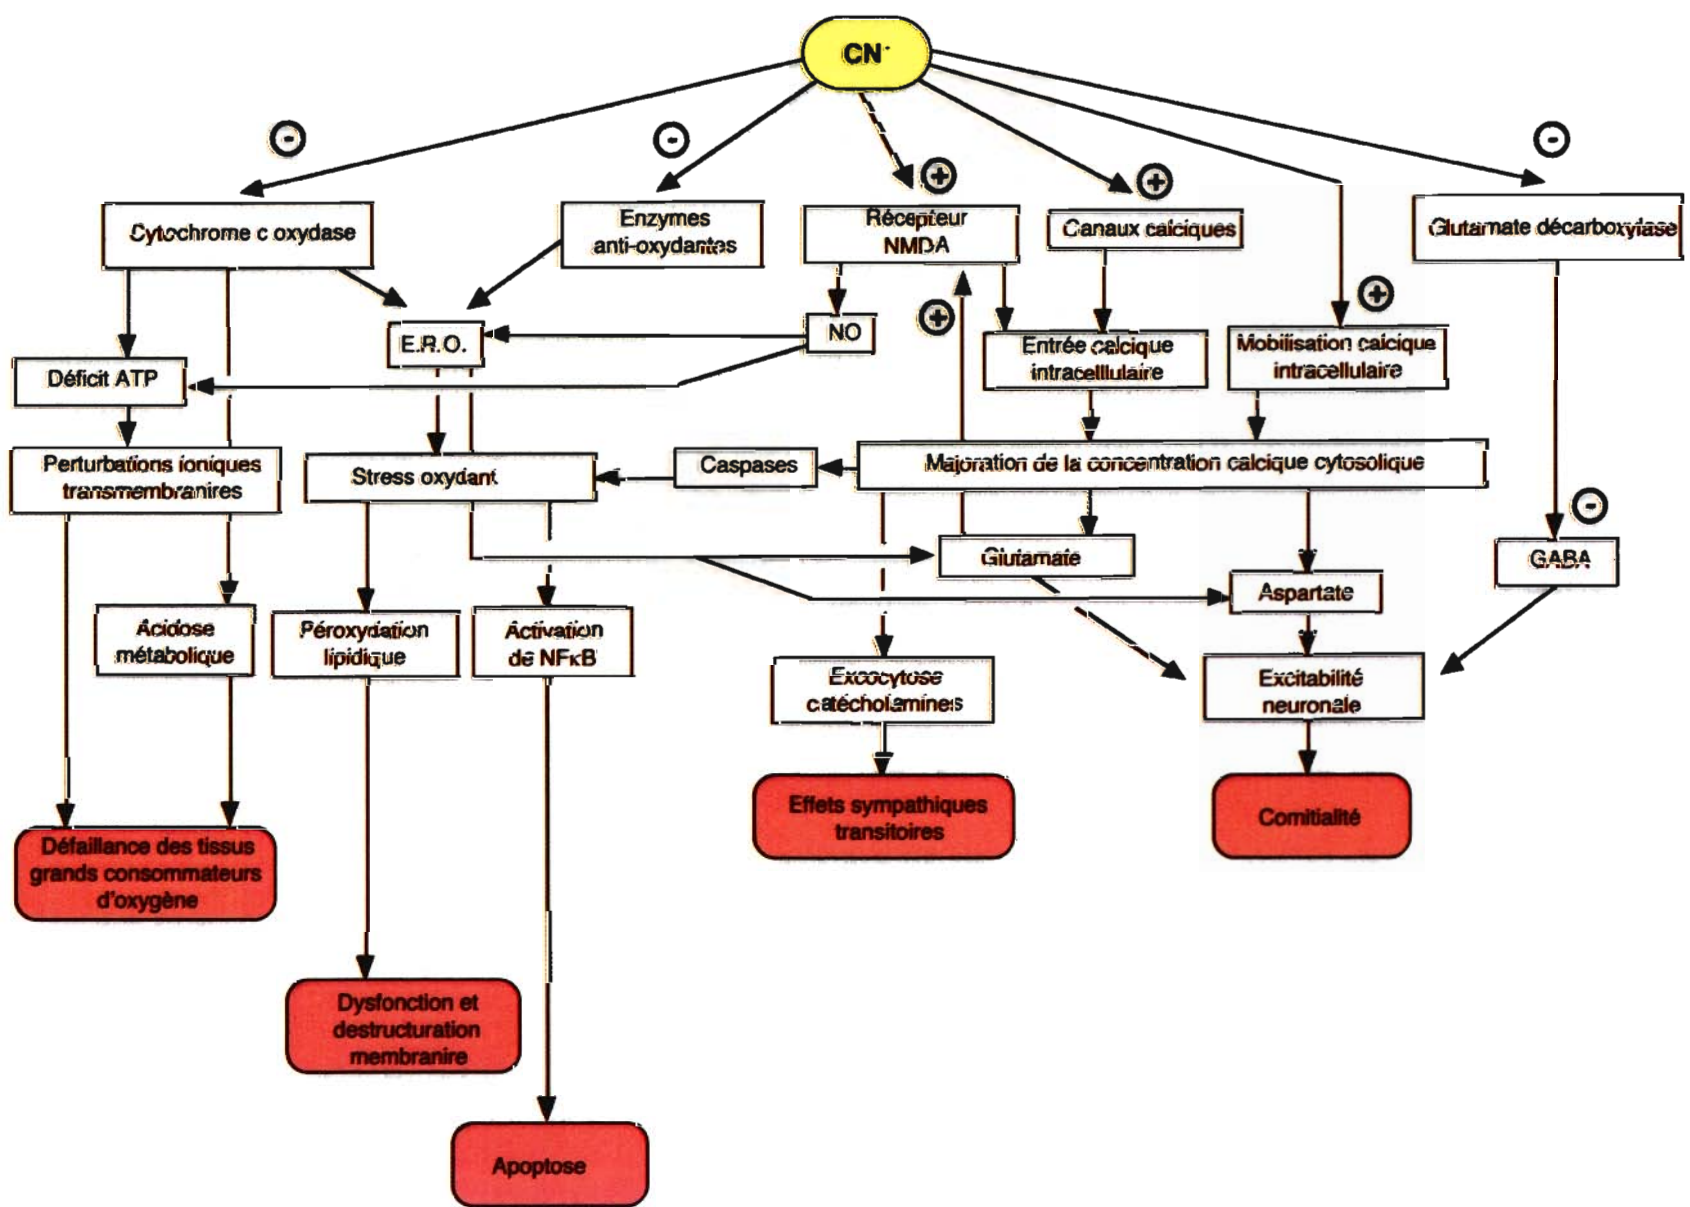 CN-
-
-
+
+
-
Cytochrome c oxydase
Enzymes
anti-oxydantes
Récepteur
NMDA
Canaux calciques
Glutamate décarboxylase
+
+
E.R.O.
NO
Entrée calcique
intracelllulaire
Mobilisation calcique
intracellulaire
Déficit ATP
Perturbations ioniques
transmembranires
Stress oxydant
Caspases
Majoration de la concentration calcique cytosolique
-
Glutamate
GABA
Aspartate
Acidose
métabolique
Péroxydation
lipidique
Activation
de NFκB
Excocytose
catécholamines
Excitabilité
neuronale
Effets sympathiques
transitoires
Comitialité
Défaillance des tissus
grands consommateurs
d'oxygène
Dysfonction et
destructuration
membranire
Apoptose